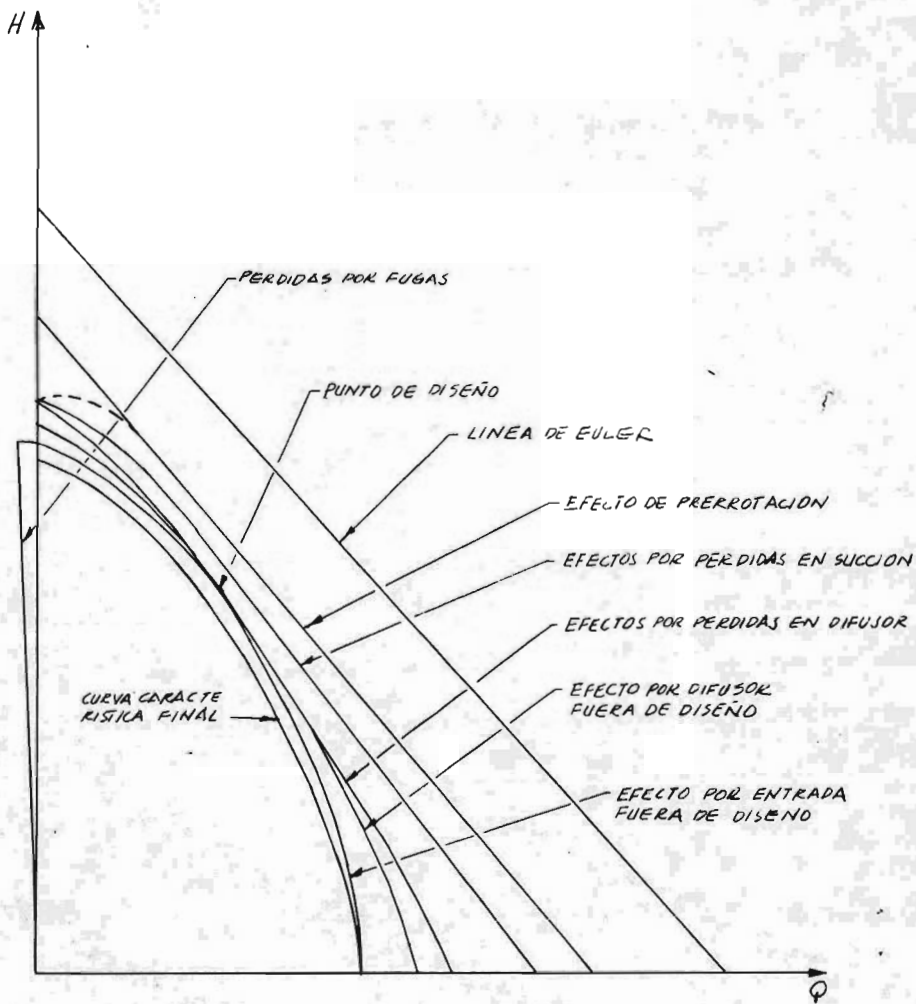 H
PERDIDAS POR FUGAS
PUNTO DE DISEÑO
LINEA DE EULER
EFECTO DE PRERROTACION
EFECTOS POR PERDIDAS EN SUCCION
EFECTOS POR PERDIDAS EN DIFUSOR
EFECTO POR DIFUSOR
FUERA DE DISEÑO
CURVA CARACTE
RISTICA FINAL
EFECTO POR ENTRADA
FUERA DE DISEÑO
Q